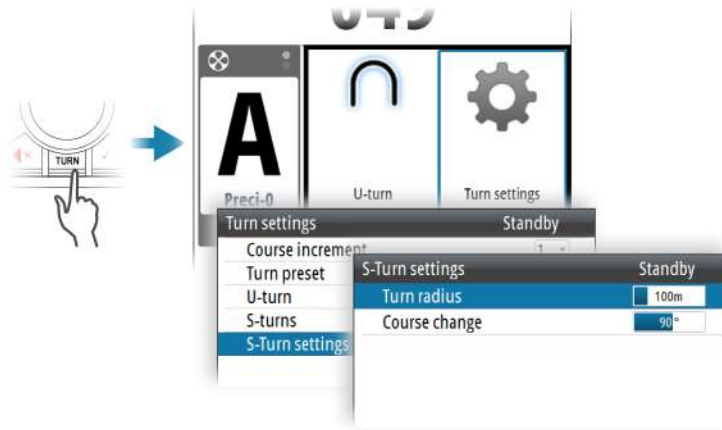 TURN
A
Preci-0
U-turn
Turn settings
Turn settings Standby
Course increment 1
Turn preset
U-turn
S-turns
S-Turn settings
S-Turn settings Standby
Turn radius 100m
Course change 90°